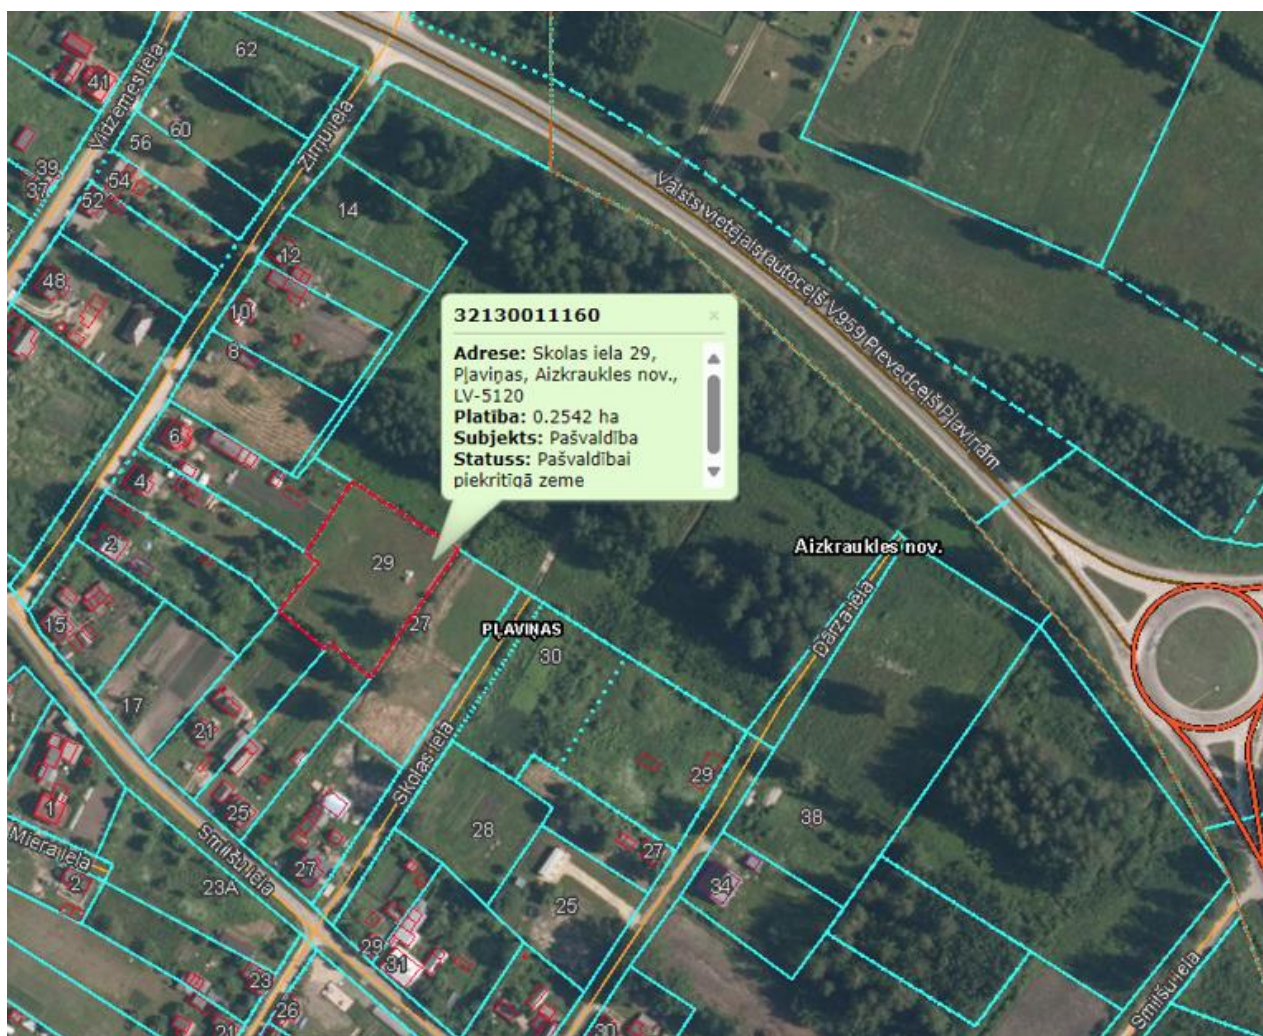 62
41
Vidzemes iela
60
56
Ziņu iela
39
54
37
52
14
Valsts vietējais autoceļš V959 Pievedceļš Pļaviņām
12
48
10
8
32130011160
×
Adrese: Skolas iela 29,
Pļaviņas, Aizkraukles nov.,
LV-5120
Platība: 0.2542 ha
Subjekts: Pašvaldība
Statuss: Pašvaldībai
piekritīgā zeme
6
4
2
29
Aizkraukles nov.
Dārza iela
15
27
PĻAVIŅAS
30
17
21
Skolas iela
29
1
25
28
38
27
Miera iela
Smilšu iela
27
2
23A
34
25
29
31
23
26
Smilšu iela
21
30